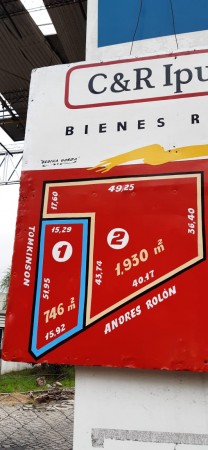 C&R Ipu
BIENES R
49,25
17,60
15,29
36,40
1
2
TOMKINSON
51,95
43,74
1.930 m²
746 m²
40.17
15,92
ANDRES ROLÓN